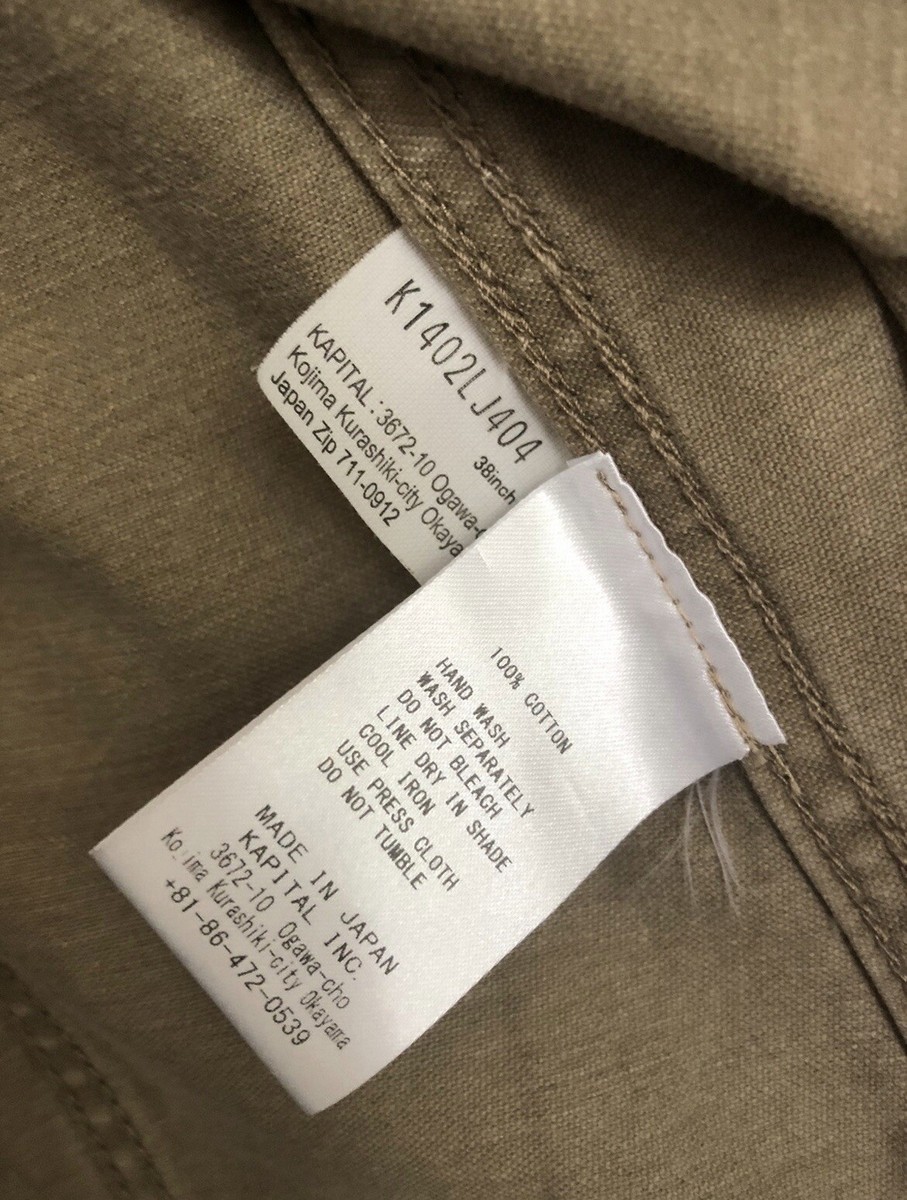 K1402LJ404
38inch
KAPITAL : 3672-10 Ogawa-
Kojima Kurashiki-city Okaya
Japan Zip 711-0912
100% COTTON
HAND WASH
WASH SEPARATELY
DO NOT BLEACH
LINE DRY IN SHADE
COOL IRON
USE PRESS CLOTH
DO NOT TUMBLE
MADE IN JAPAN
KAPITAL INC.
3672-10 Ogawa-cho
Kojima Kurashiki-city Okayama
+81-86-472-0539